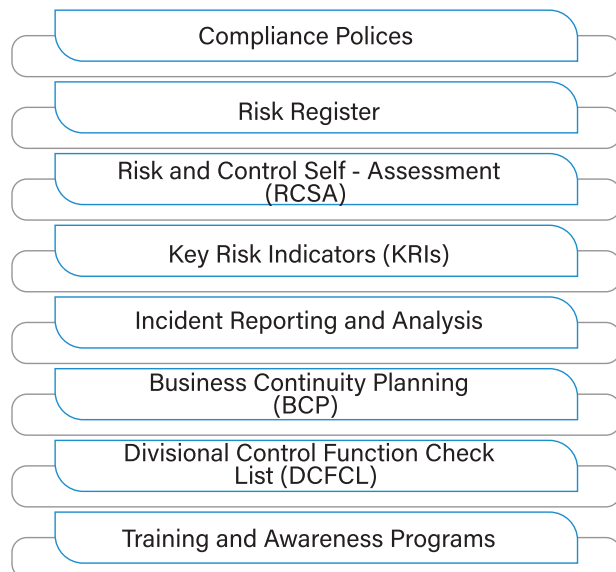 Compliance Polices
Risk Register
Risk and Control Self - Assessment
(RCSA)
Key Risk Indicators (KRIs)
Incident Reporting and Analysis
Business Continuity Planning
(BCP)
Divisional Control Function Check
List (DCFCL)
Training and Awareness Programs